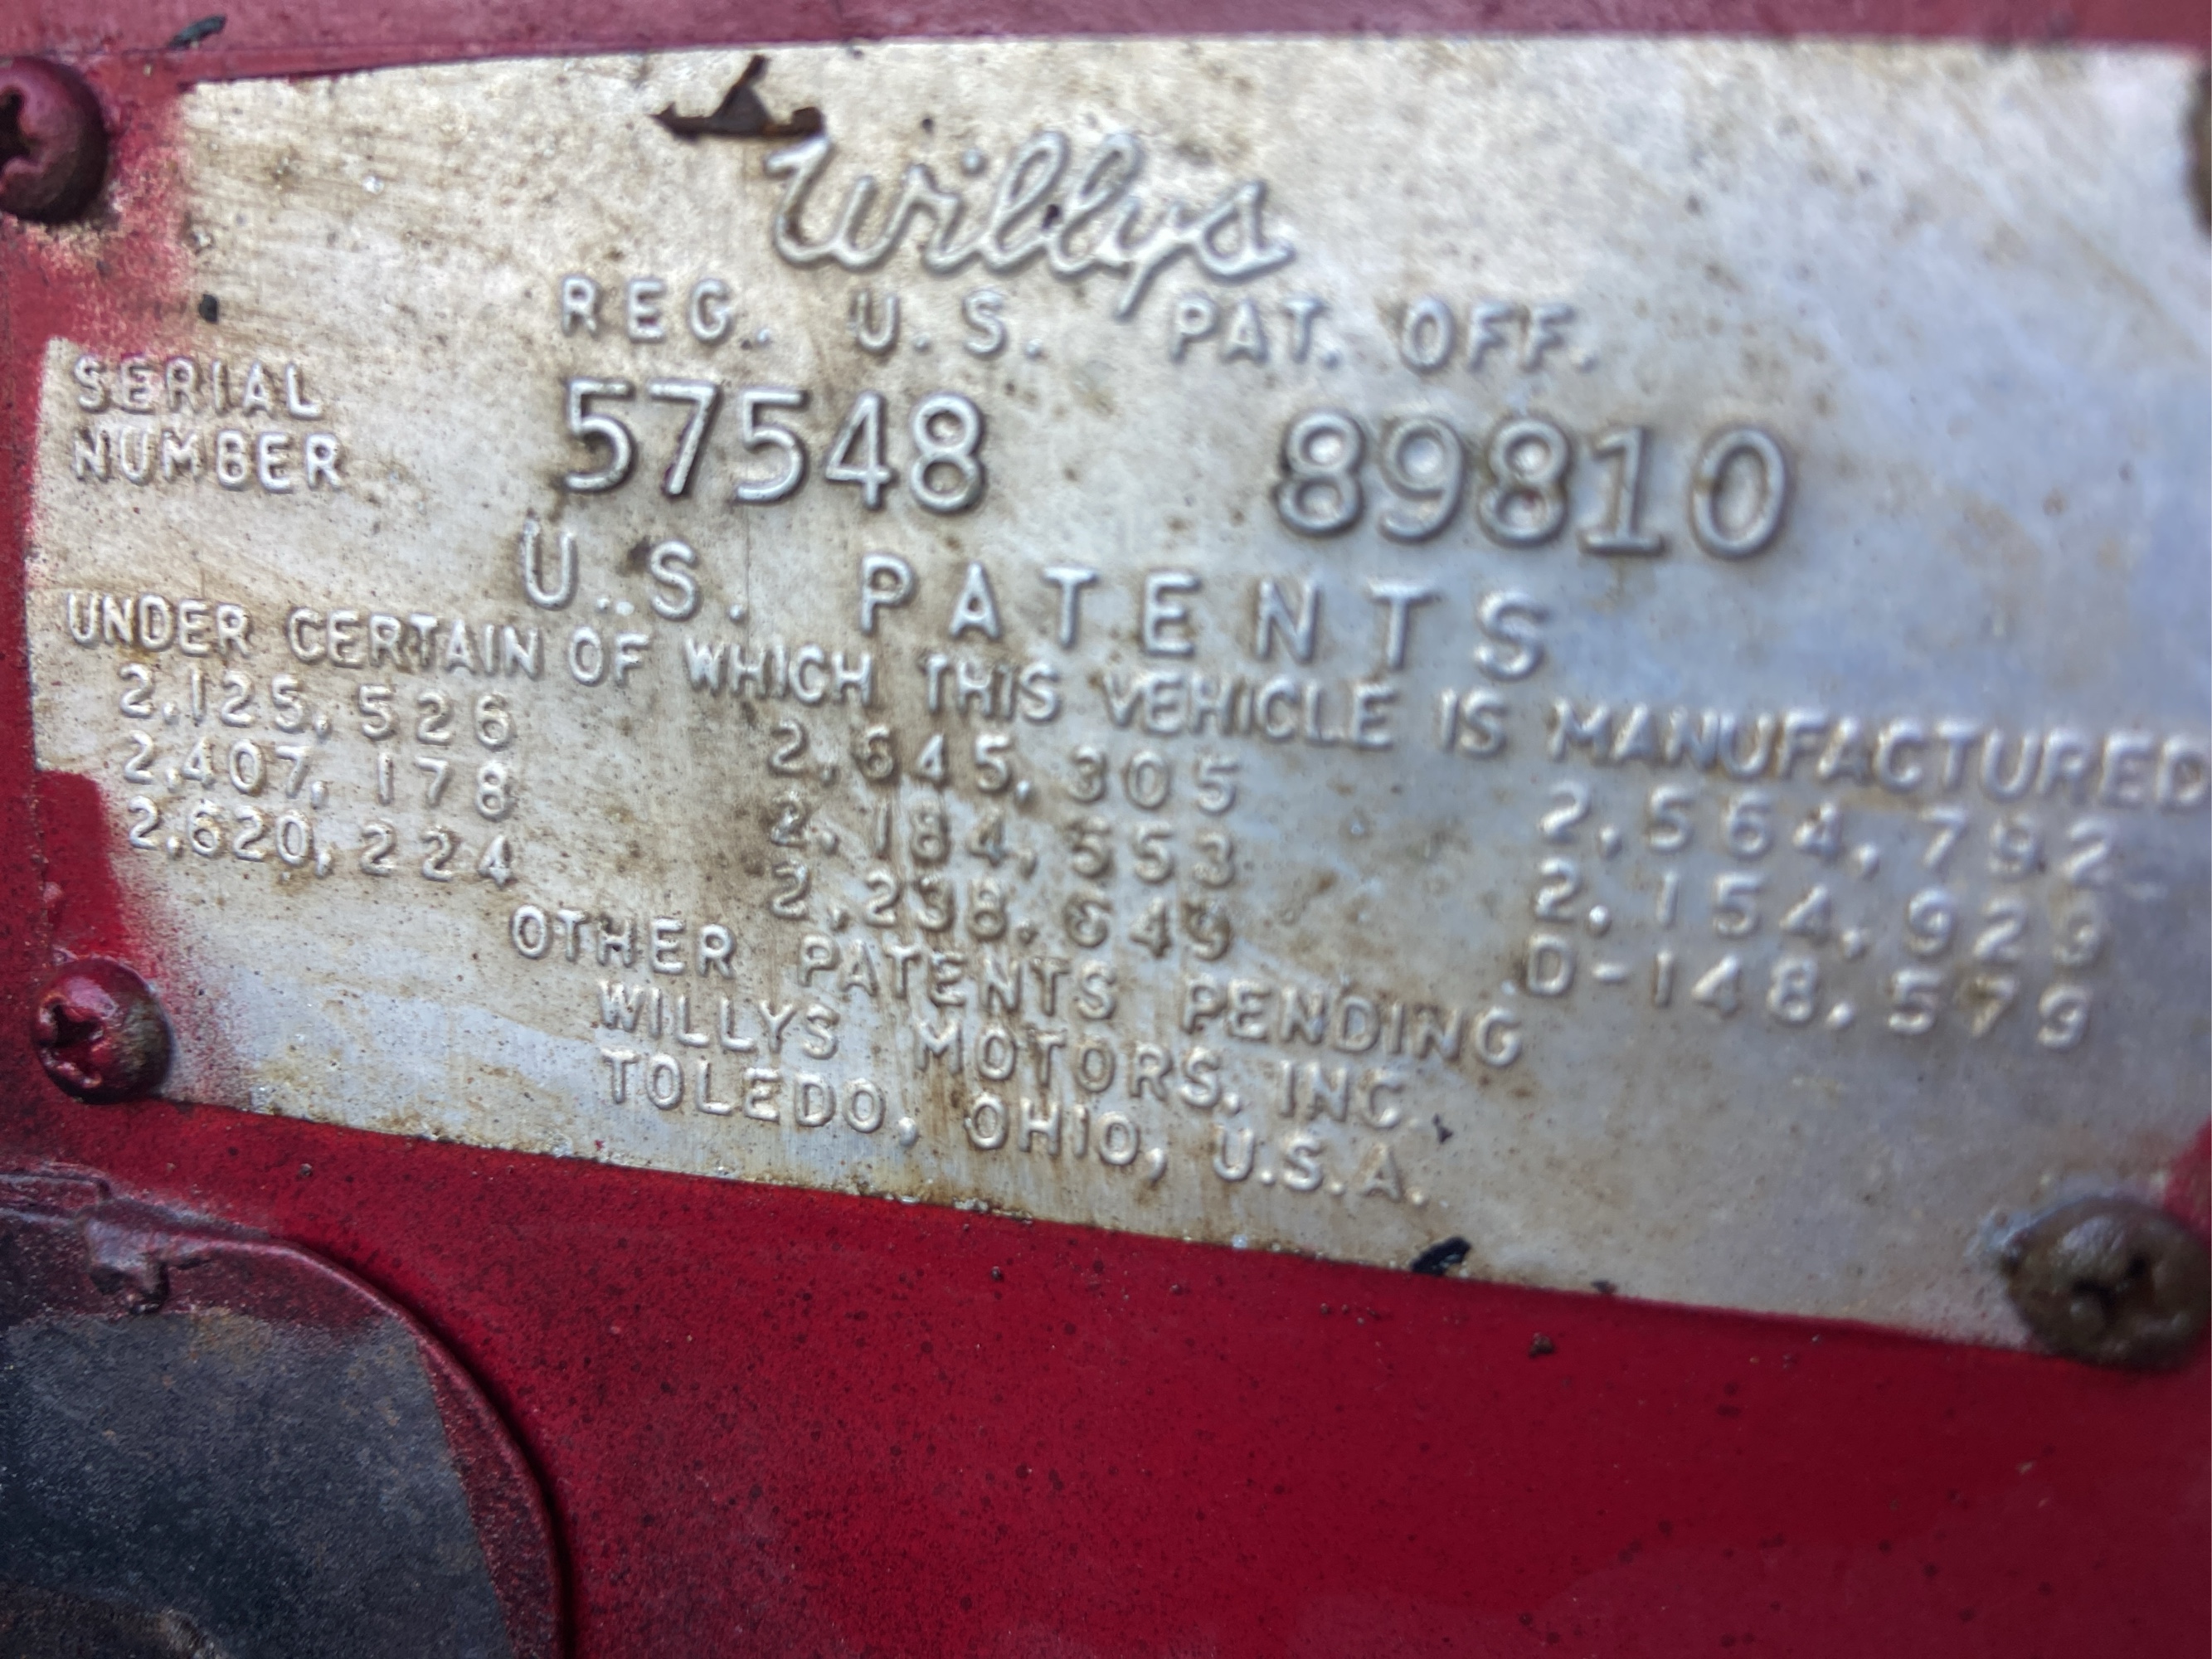 Willys
REG. U.S. PAT. OFF.
SERIAL
NUMBER
57548 89810
U.S. PATENTS
UNDER CERTAIN OF WHICH THIS VEHICLE IS MANUFACTURED
2,125,526 2,645,305 2,564,792
2,407,178 2,184,553 2,154,929
2,620,224 2,238,645 D-148,579
OTHER PATENTS PENDING
WILLYS MOTORS, INC.
TOLEDO, OHIO, U.S.A.